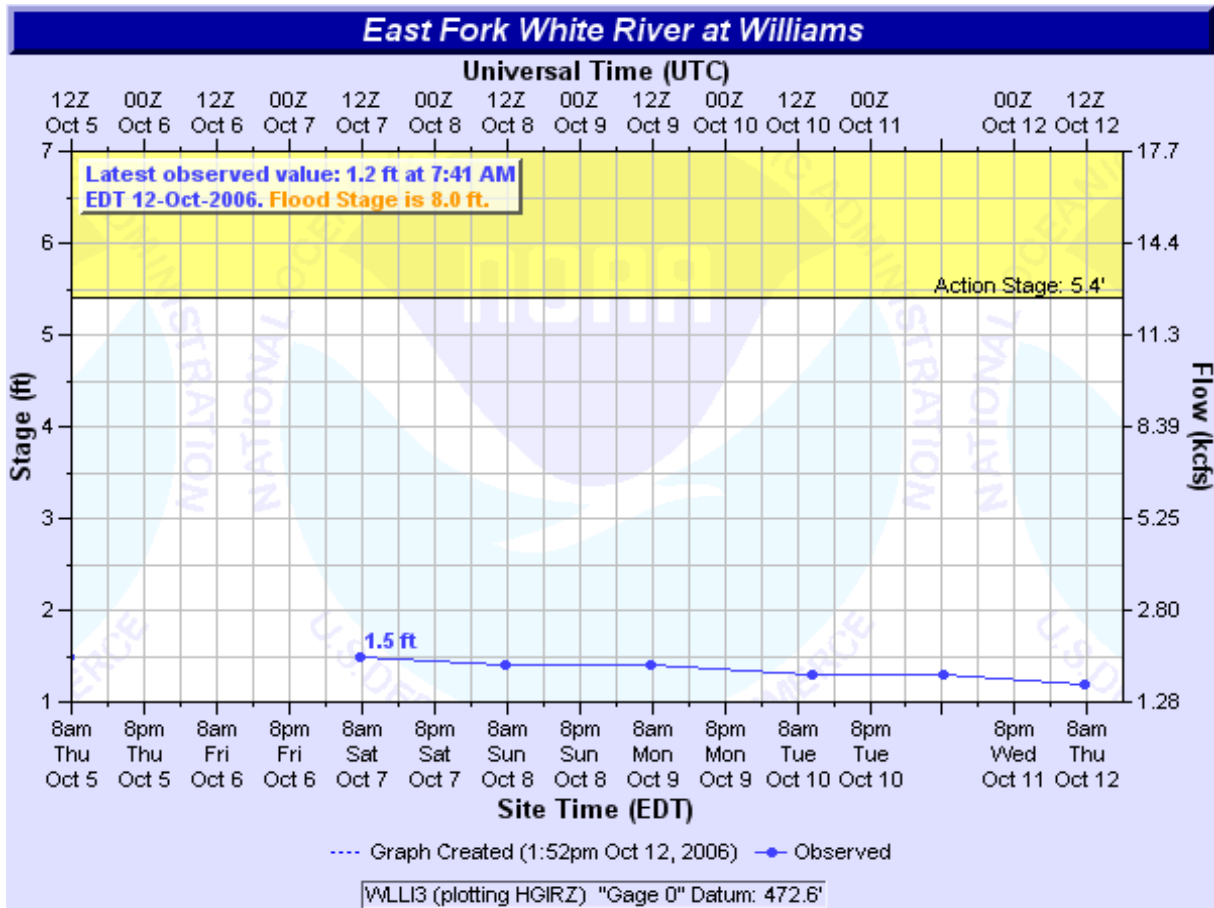 East Fork White River at Williams
Universal Time (UTC)
12Z 00Z 12Z 00Z 12Z 00Z 12Z 00Z 12Z 00Z 12Z 00Z 00Z 12Z
Oct 5 Oct 6 Oct 6 Oct 7 Oct 7 Oct 8 Oct 8 Oct 9 Oct 9 Oct 10 Oct 10 Oct 11 Oct 12 Oct 12
Latest observed value: 1.2 ft at 7:41 AM
EDT 12-Oct-2006. Flood Stage is 8.0 ft.
7 17.7
6 14.4
NOAA
Action Stage: 5.4'
5 11.3
Stage (ft)
Flow (kcfs)
4 8.39
3 5.25
2 2.80
1.5 ft
1 1.28
NATIONAL OCEANIC ADMINISTRATION
U.S. DEP MERCE
8am 8pm 8am 8pm 8am 8pm 8am 8pm 8am 8pm 8am 8pm 8pm 8am
Thu Thu Fri Fri Sat Sat Sun Sun Mon Mon Tue Tue Wed Thu
Oct 5 Oct 5 Oct 6 Oct 6 Oct 7 Oct 7 Oct 8 Oct 8 Oct 9 Oct 9 Oct 10 Oct 10 Oct 11 Oct 12
Site Time (EDT)
---- Graph Created (1:52pm Oct 12, 2006) Observed
WLLI3 (plotting HGIRZ) "Gage 0" Datum: 472.6'